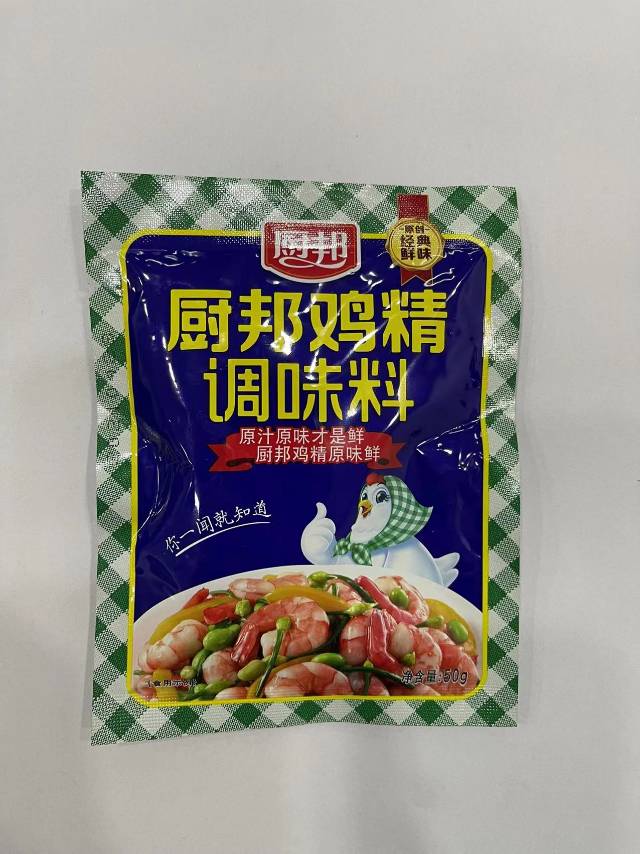 厨邦
原创
经典
鲜味
厨邦鸡精
调味料
原汁原味才是鲜
厨邦鸡精原味鲜
你一闻就知道
净含量:50g